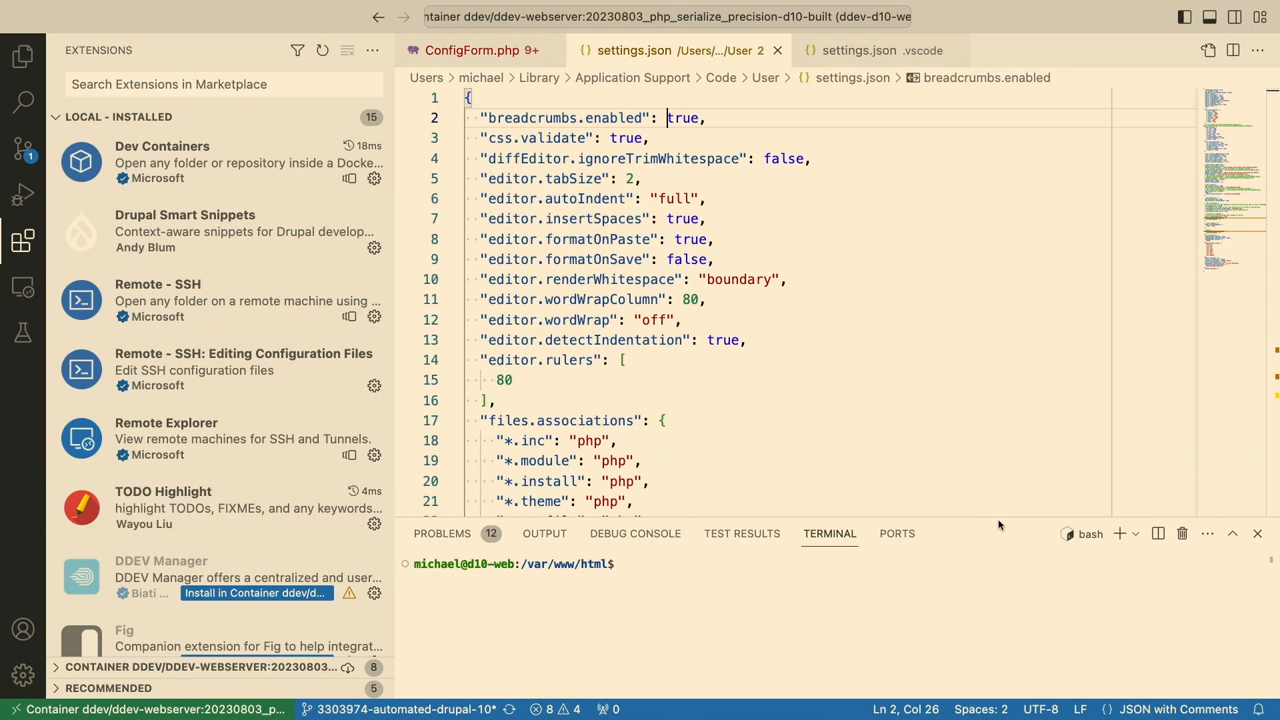 ntainer ddev/ddev-webserver:20230803_php_serialize_precision-d10-built (ddev-d10-we
EXTENSIONS
Search Extensions in Marketplace
LOCAL - INSTALLED 15
Dev Containers 18ms
Open any folder or repository inside a Docke...
Microsoft
Drupal Smart Snippets
Context-aware snippets for Drupal develop...
Andy Blum
Remote - SSH
Open any folder on a remote machine using ...
Microsoft
Remote - SSH: Editing Configuration Files
Edit SSH configuration files
Microsoft
Remote Explorer
View remote machines for SSH and Tunnels.
Microsoft
TODO Highlight 4ms
highlight TODOs, FIXMEs, and any keywords...
Wayou Liu
DDEV Manager
DDEV Manager offers a centralized and user...
Biati ... Install in Container ddev/d...
Fig
Companion extension for Fig to help integrat...
CONTAINER DDEV/DDEV-WEBSERVER:20230803... 8
RECOMMENDED 5
1
ConfigForm.php 9+ settings.json /Users/.../User 2 settings.json .vscode
Users > michael > Library > Application Support > Code > User > {} settings.json > breadcrumbs.enabled
1 {
2 "breadcrumbs.enabled": true,
3 "css.validate": true,
4 "diffEditor.ignoreTrimWhitespace": false,
5 "editor.tabSize": 2,
6 "editor.autoIndent": "full",
7 "editor.insertSpaces": true,
8 "editor.formatOnPaste": true,
9 "editor.formatOnSave": false,
10 "editor.renderWhitespace": "boundary",
11 "editor.wordWrapColumn": 80,
12 "editor.wordWrap": "off",
13 "editor.detectIndentation": true,
14 "editor.rulers": [
15 80
16 ],
17 "files.associations": {
18 "*.inc": "php",
19 "*.module": "php",
20 "*.install": "php",
21 "*.theme": "php",
PROBLEMS 12 OUTPUT DEBUG CONSOLE TEST RESULTS TERMINAL PORTS bash
michael@d10-web:/var/www/html$
Container ddev/ddev-webserver:20230803_p... 3303974-automated-drupal-10* 8 4 0 Ln 2, Col 26 Spaces: 2 UTF-8 LF {} JSON with Comments